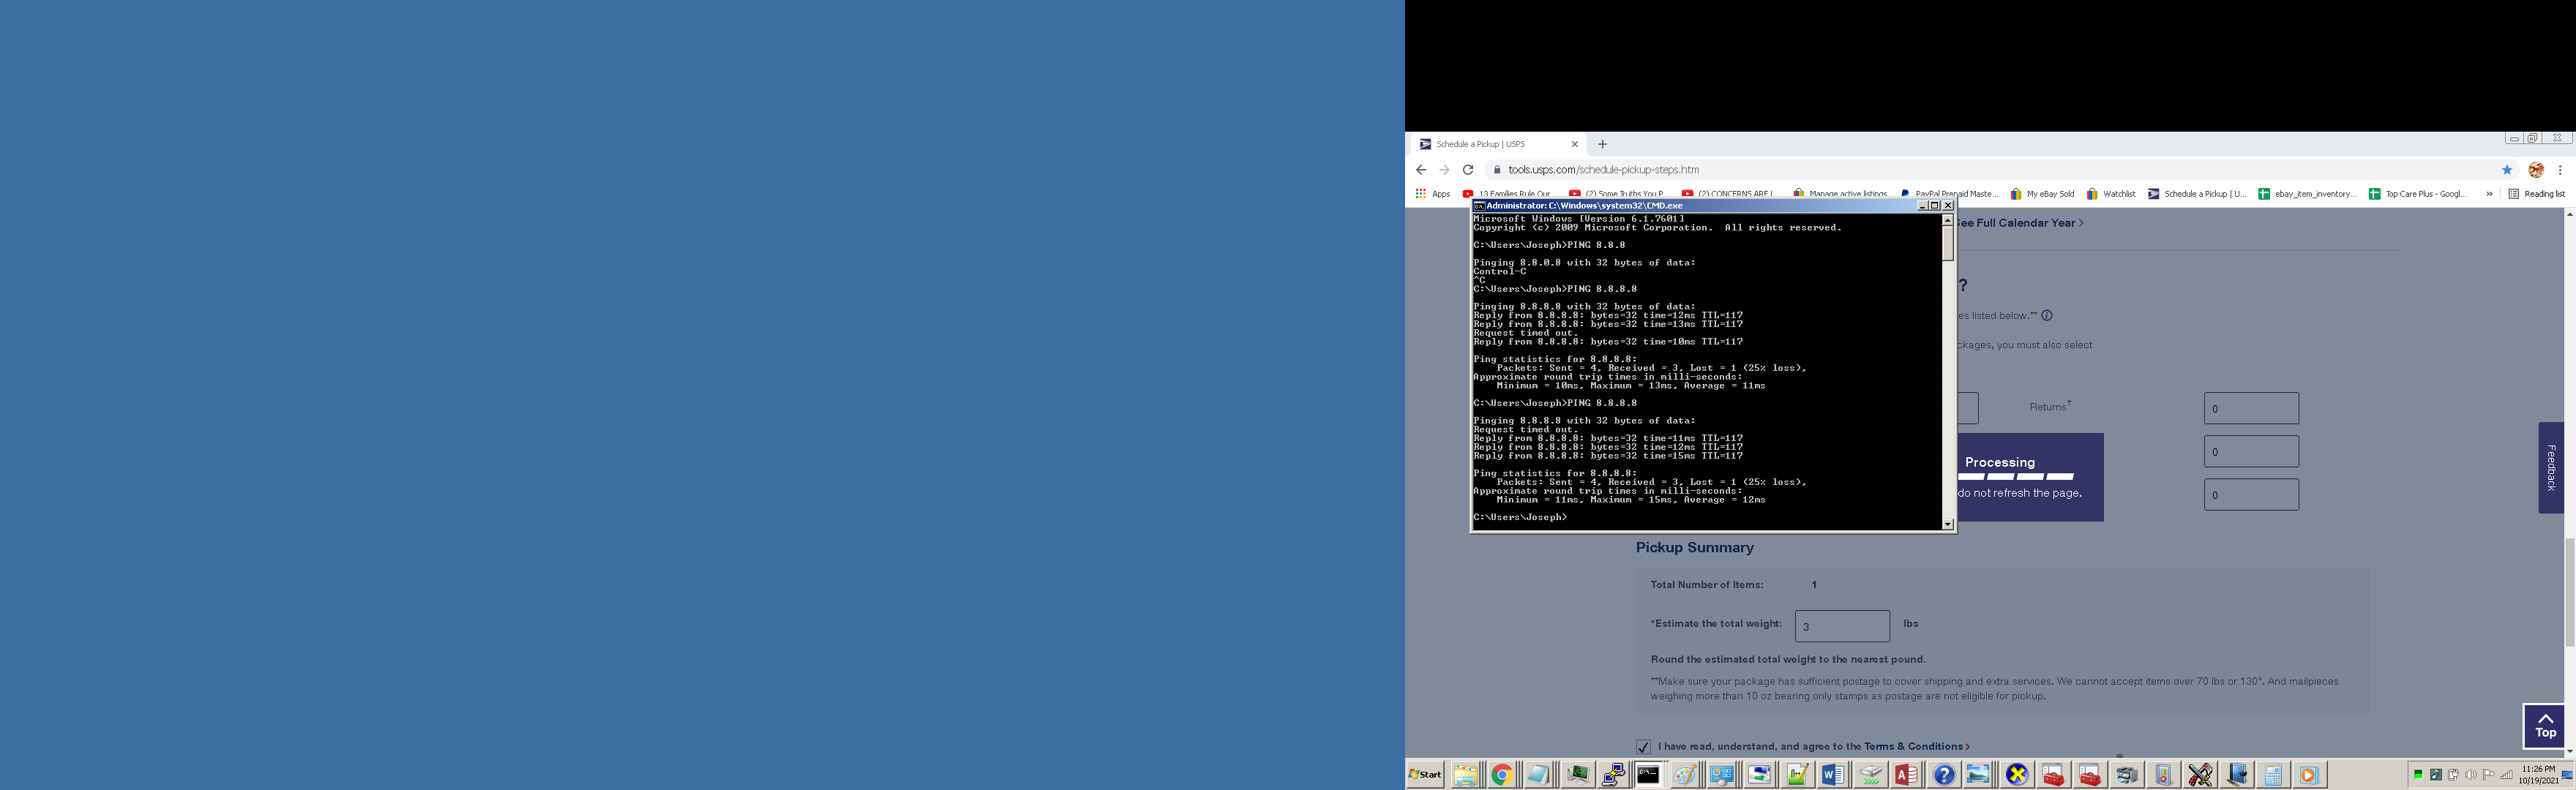 Schedule a Pickup | USPS
tools.usps.com/schedule-pickup-steps.htm
Apps
13 Families Rule Our...
(2) Some Truths You P...
(2) CONCERNS ARE I...
Manage active listings
PayPal Prepaid Maste...
My eBay Sold
Watchlist
Schedule a Pickup | U...
ebay_item_inventory...
Top Care Plus - Googl...
»
Reading list
Administrator: C:\Windows\system32\CMD.exe
Microsoft Windows [Version 6.1.7601]
Copyright (c) 2009 Microsoft Corporation.  All rights reserved.
C:\Users\Joseph>PING 8.8.8
Pinging 8.8.0.8 with 32 bytes of data:
Control-C
^C
C:\Users\Joseph>PING 8.8.8.8
Pinging 8.8.8.8 with 32 bytes of data:
Reply from 8.8.8.8: bytes=32 time=12ms TTL=117
Reply from 8.8.8.8: bytes=32 time=13ms TTL=117
Request timed out.
Reply from 8.8.8.8: bytes=32 time=10ms TTL=117
Ping statistics for 8.8.8.8:
    Packets: Sent = 4, Received = 3, Lost = 1 (25% loss),
Approximate round trip times in milli-seconds:
    Minimum = 10ms, Maximum = 13ms, Average = 11ms
C:\Users\Joseph>PING 8.8.8.8
Pinging 8.8.8.8 with 32 bytes of data:
Request timed out.
Reply from 8.8.8.8: bytes=32 time=11ms TTL=117
Reply from 8.8.8.8: bytes=32 time=12ms TTL=117
Reply from 8.8.8.8: bytes=32 time=15ms TTL=117
Ping statistics for 8.8.8.8:
    Packets: Sent = 4, Received = 3, Lost = 1 (25% loss),
Approximate round trip times in milli-seconds:
    Minimum = 11ms, Maximum = 15ms, Average = 12ms
C:\Users\Joseph>
See Full Calendar Year >
?
es listed below.**
ckages, you must also select
Returns†
0
0
0
Processing
do not refresh the page.
Feedback
Pickup Summary
Total Number of Items: 1
*Estimate the total weight: 3 lbs
Round the estimated total weight to the nearest pound.
**Make sure your package has sufficient postage to cover shipping and extra services. We cannot accept items over 70 lbs or 130". And mailpieces
weighing more than 10 oz bearing only stamps as postage are not eligible for pickup.
I have read, understand, and agree to the Terms & Conditions >
Top
Start
11:26 PM
10/19/2021